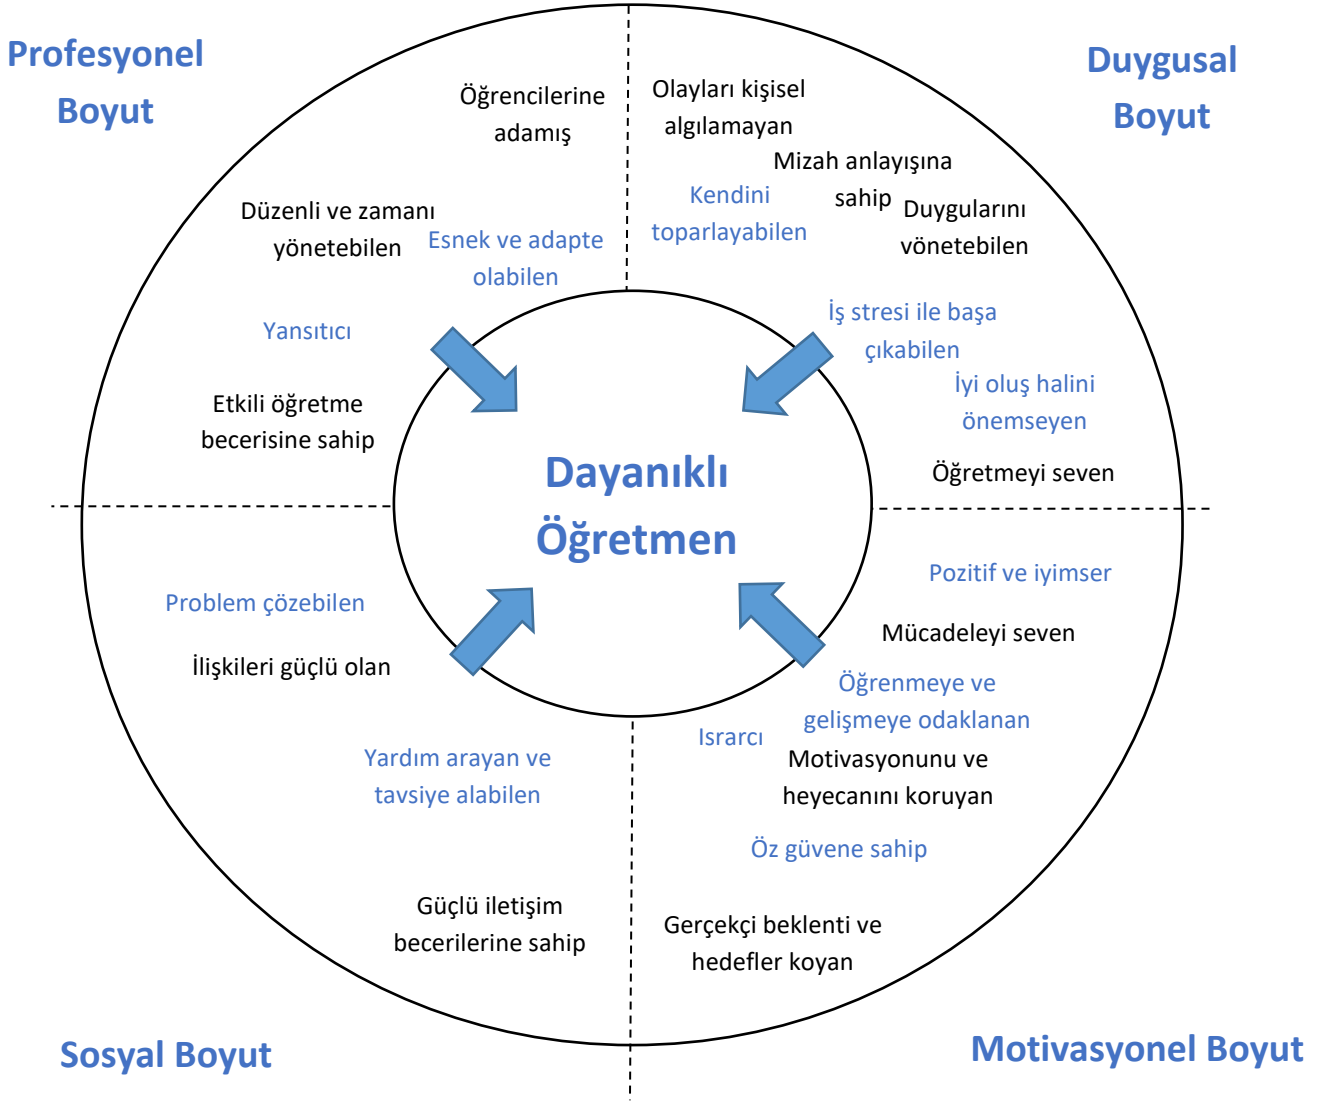 Profesyonel
Boyut
Öğrencilerine
adamış
Düzenli ve zamanı
yönetebilen
Esnek ve adapte
olabilen
Yansıtıcı
Etkili öğretme
becerisine sahip
Duygusal
Boyut
Olayları kişisel
algılamayan
Mizah anlayışına
sahip
Kendini
toparlayabilen
Duygularını
yönetebilen
İş stresi ile başa
çıkabilen
İyi oluş halini
önemseyen
Öğretmeyi seven
Dayanıklı
Öğretmen
Problem çözebilen
İlişkileri güçlü olan
Yardım arayan ve
tavsiye alabilen
Güçlü iletişim
becerilerine sahip
Sosyal Boyut
Pozitif ve iyimser
Mücadeleyi seven
Öğrenmeye ve
gelişmeye odaklanan
Israrcı
Motivasyonunu ve
heyecanını koruyan
Öz güvene sahip
Gerçekçi beklenti ve
hedefler koyan
Motivasyonel Boyut